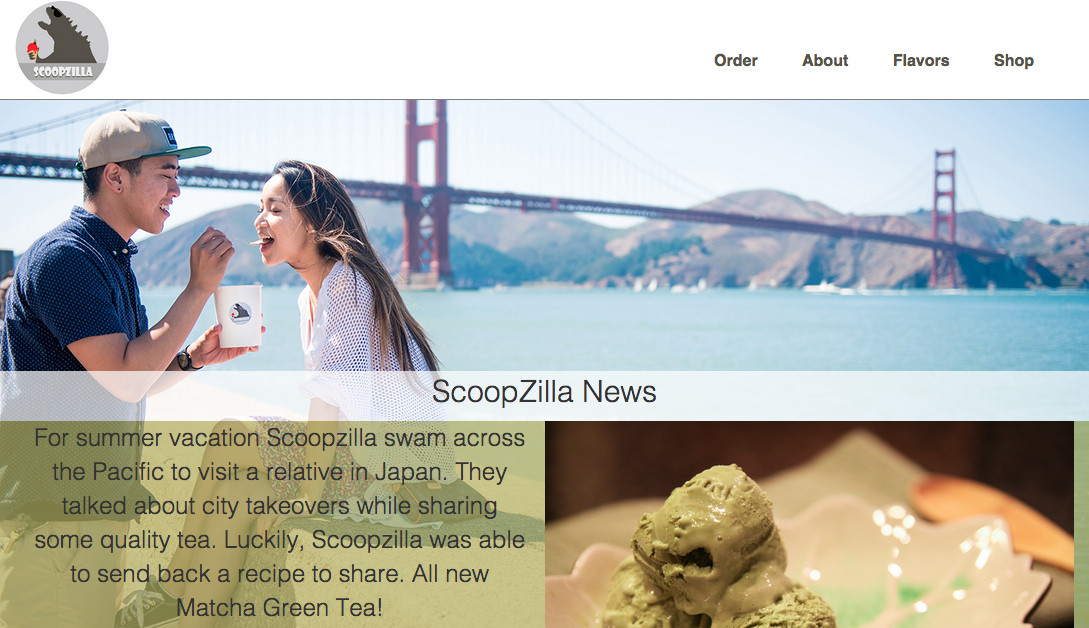 SCOOPZILLA
Order About Flavors Shop
ScoopZilla News
For summer vacation Scoopzilla swam across
the Pacific to visit a relative in Japan. They
talked about city takeovers while sharing
some quality tea. Luckily, Scoopzilla was able
to send back a recipe to share. All new
Matcha Green Tea!